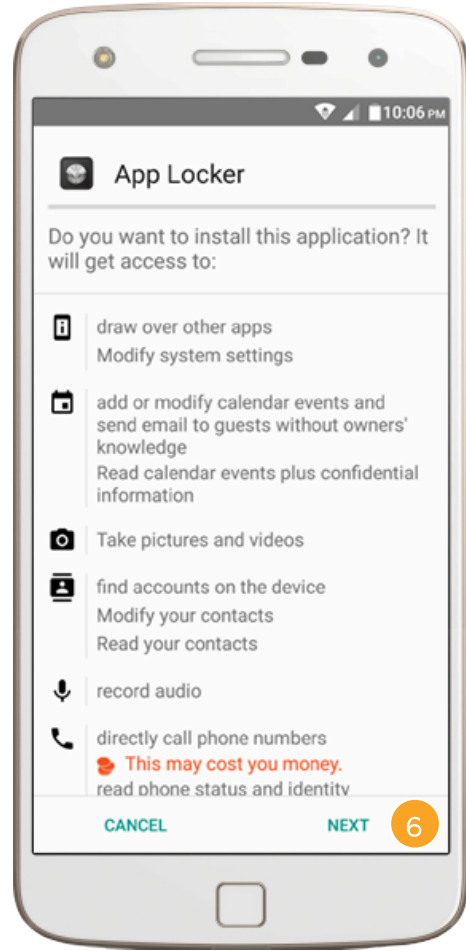 10:06 PM
App Locker
Do you want to install this application? It
will get access to:
draw over other apps
Modify system settings
add or modify calendar events and
send email to guests without owners'
knowledge
Read calendar events plus confidential
information
Take pictures and videos
find accounts on the device
Modify your contacts
Read your contacts
record audio
directly call phone numbers
This may cost you money.
read phone status and identity
CANCEL NEXT 6